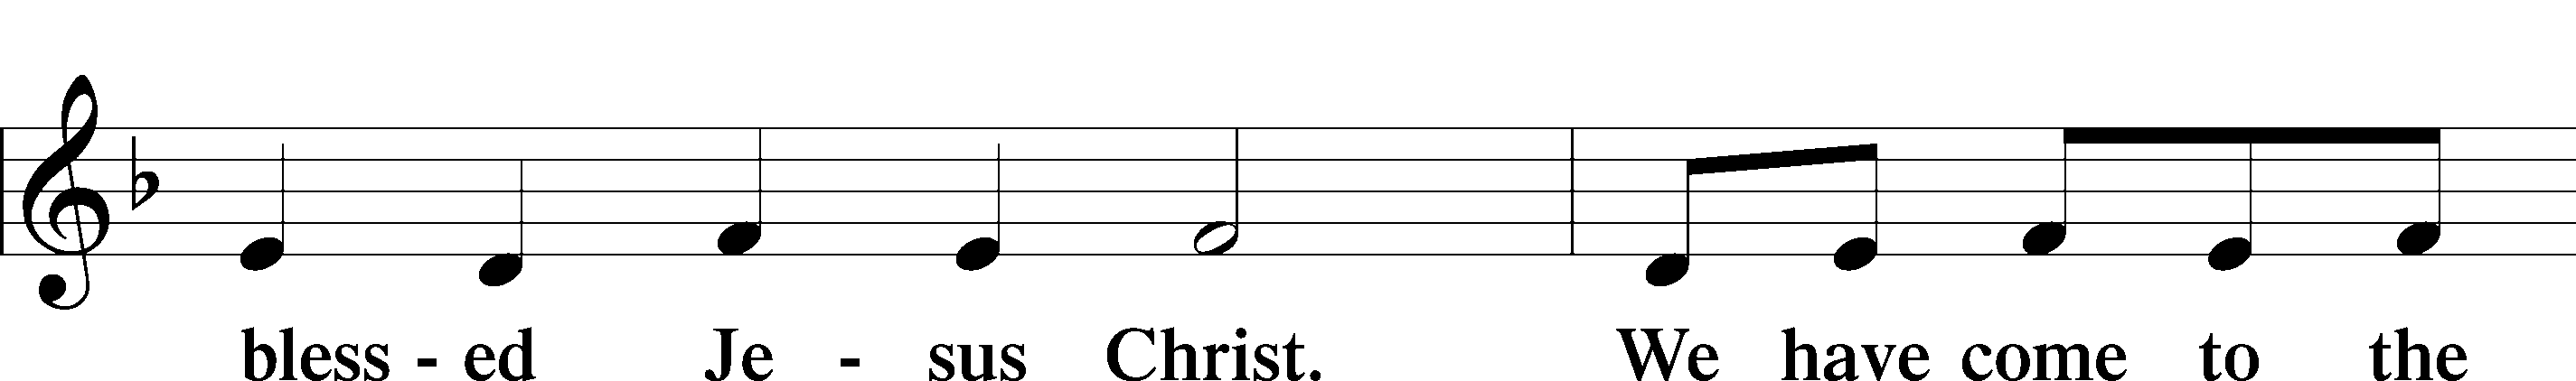 bless - ed Je - sus Christ. We have come to the